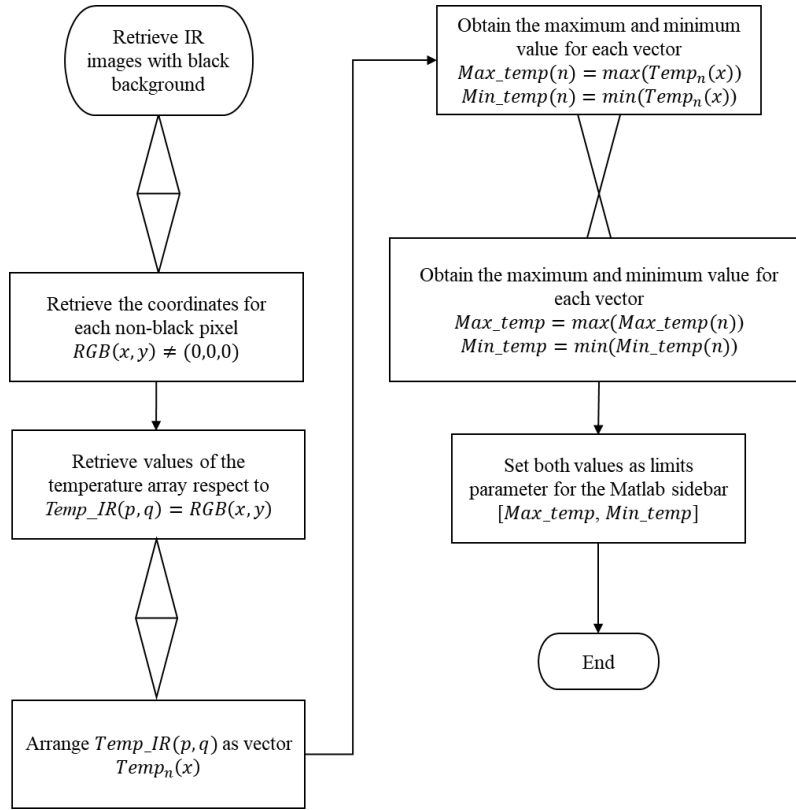 Retrieve IR
images with black
background
Retrieve the coordinates for
each non-black pixel
𝑅𝐺𝐵(𝑥, 𝑦) ≠ (0,0,0)
Retrieve values of the
temperature array respect to
𝑇𝑒𝑚𝑝_𝐼𝑅(𝑝, 𝑞) = 𝑅𝐺𝐵(𝑥, 𝑦)
Arrange 𝑇𝑒𝑚𝑝_𝐼𝑅(𝑝, 𝑞) as vector
𝑇𝑒𝑚𝑝ₙ(𝑥)
Obtain the maximum and minimum
value for each vector
𝑀𝑎𝑥_𝑡𝑒𝑚𝑝(𝑛) = 𝑚𝑎𝑥(𝑇𝑒𝑚𝑝ₙ(𝑥))
𝑀𝑖𝑛_𝑡𝑒𝑚𝑝(𝑛) = 𝑚𝑖𝑛(𝑇𝑒𝑚𝑝ₙ(𝑥))
Obtain the maximum and minimum value for
each vector
𝑀𝑎𝑥_𝑡𝑒𝑚𝑝 = 𝑚𝑎𝑥(𝑀𝑎𝑥_𝑡𝑒𝑚𝑝(𝑛))
𝑀𝑖𝑛_𝑡𝑒𝑚𝑝 = 𝑚𝑖𝑛(𝑀𝑖𝑛_𝑡𝑒𝑚𝑝(𝑛))
Set both values as limits
parameter for the Matlab sidebar
[𝑀𝑎𝑥_𝑡𝑒𝑚𝑝, 𝑀𝑖𝑛_𝑡𝑒𝑚𝑝]
End